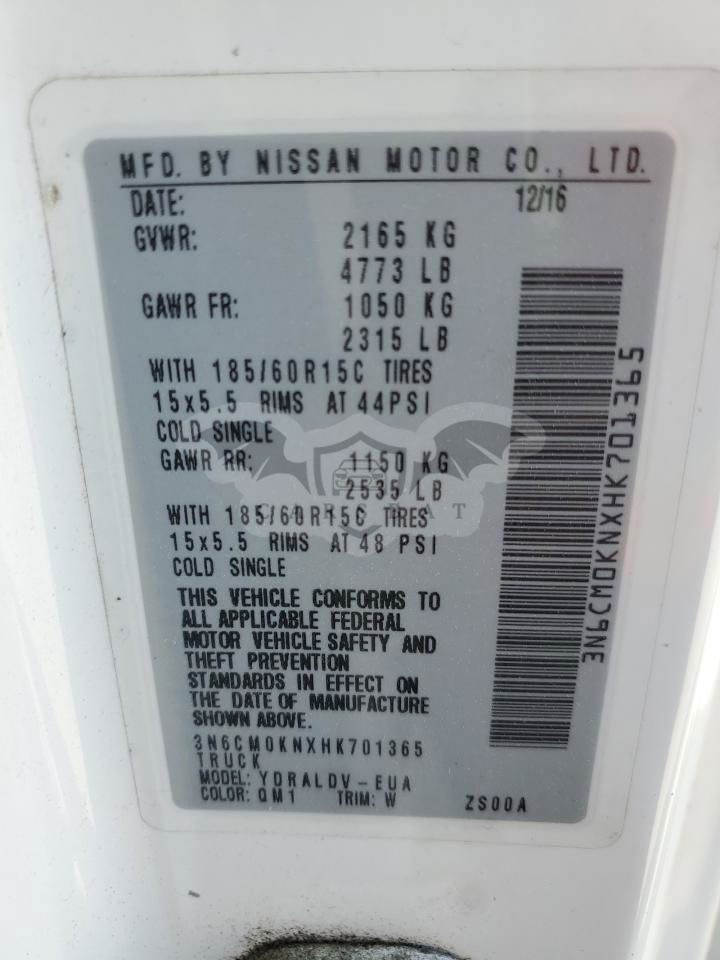 MFD. BY NISSAN MOTOR CO., LTD.
DATE: 12/16
GVWR: 2165 KG
4773 LB
GAWR FR: 1050 KG
2315 LB
WITH 185/60R15C TIRES
15x5.5 RIMS AT 44PSI
COLD SINGLE
GAWR RR: 1150 KG
2535 LB
WITH 185/60R15C TIRES
15x5.5 RIMS AT 48 PSI
COLD SINGLE
THIS VEHICLE CONFORMS TO
ALL APPLICABLE FEDERAL
MOTOR VEHICLE SAFETY AND
THEFT PREVENTION
STANDARDS IN EFFECT ON
THE DATE OF MANUFACTURE
SHOWN ABOVE.
3N6CM0KNXHK701365
TRUCK
MODEL: YDRALDV-EUA
COLOR: QM1 TRIM: W ZS00A
3N6CM0KNXHK701365